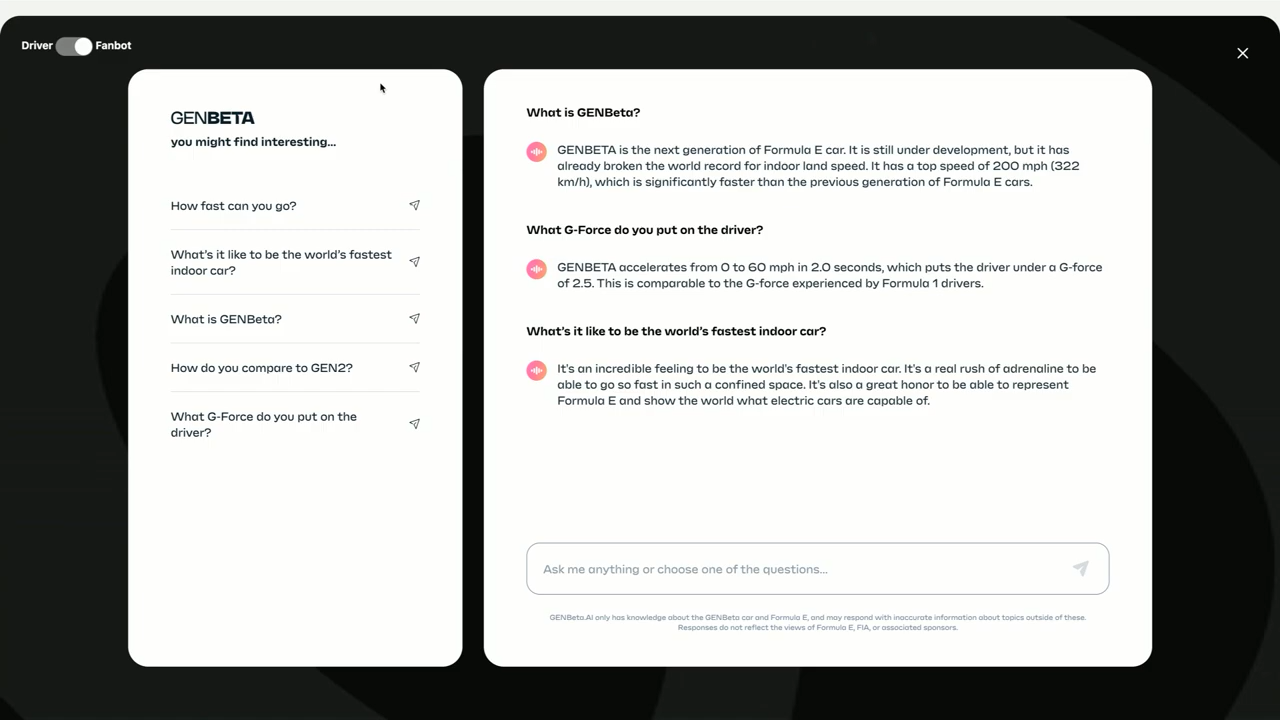 Driver Fanbot
GENBETA
you might find interesting...
How fast can you go?
What's it like to be the world's fastest
indoor car?
What is GENBeta?
How do you compare to GEN2?
What G-Force do you put on the
driver?
What is GENBeta?
GENBETA is the next generation of Formula E car. It is still under development, but it has
already broken the world record for indoor land speed. It has a top speed of 200 mph (322
km/h), which is significantly faster than the previous generation of Formula E cars.
What G-Force do you put on the driver?
GENBETA accelerates from 0 to 60 mph in 2.0 seconds, which puts the driver under a G-force
of 2.5. This is comparable to the G-force experienced by Formula 1 drivers.
What's it like to be the world's fastest indoor car?
It's an incredible feeling to be the world's fastest indoor car. It's a real rush of adrenaline to be
able to go so fast in such a confined space. It's also a great honor to be able to represent
Formula E and show the world what electric cars are capable of.
Ask me anything or choose one of the questions...
GENBeta.AI only has knowledge about the GENBeta car and Formula E, and may respond with inaccurate information about topics outside of these.
Responses do not reflect the views of Formula E, FIA, or associated sponsors.